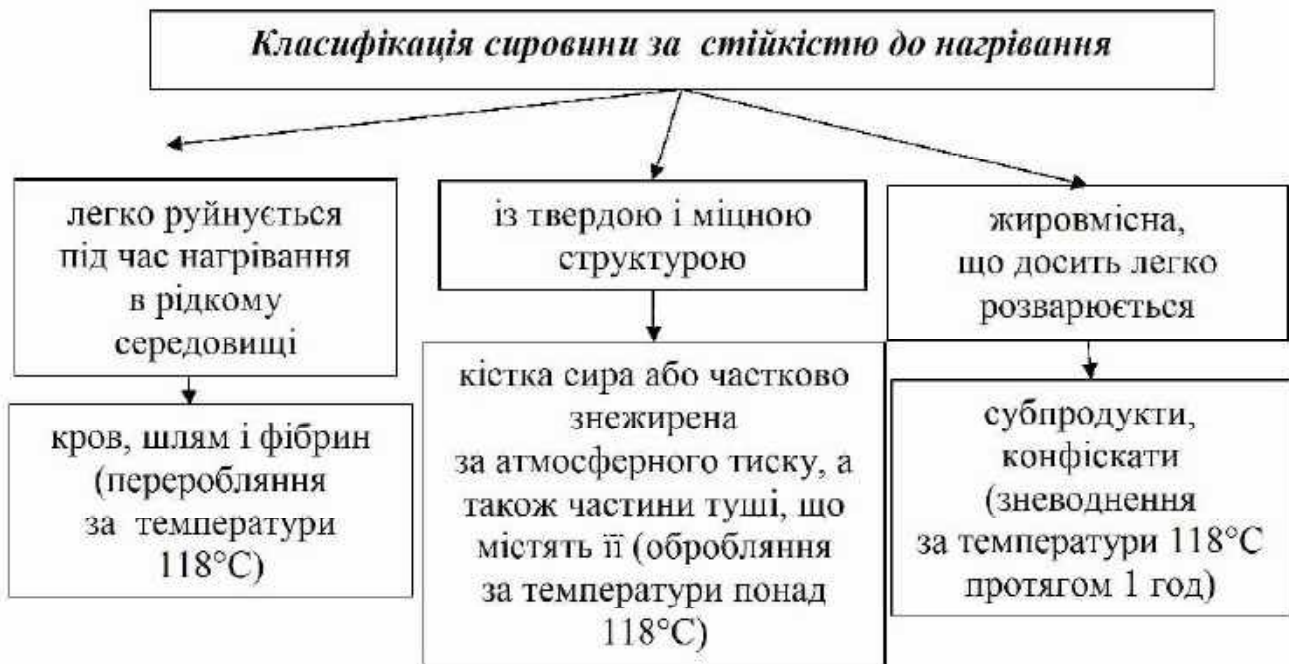 Класифікація сировини за стійкістю до нагрівання
легко руйнується
під час нагрівання
в рідкому
середовищі
кров, шлям і фібрин
(переробляння
за температури
118°С)
із твердою і міцною
структурою
кістка сира або частково
знежирена
за атмосферного тиску, а
також частини туші, що
містять її (обробляння
за температури понад
118°С)
жировмісна,
що досить легко
розварюється
субпродукти,
конфіскати
(зневоднення
за температури 118°С
протягом 1 год)